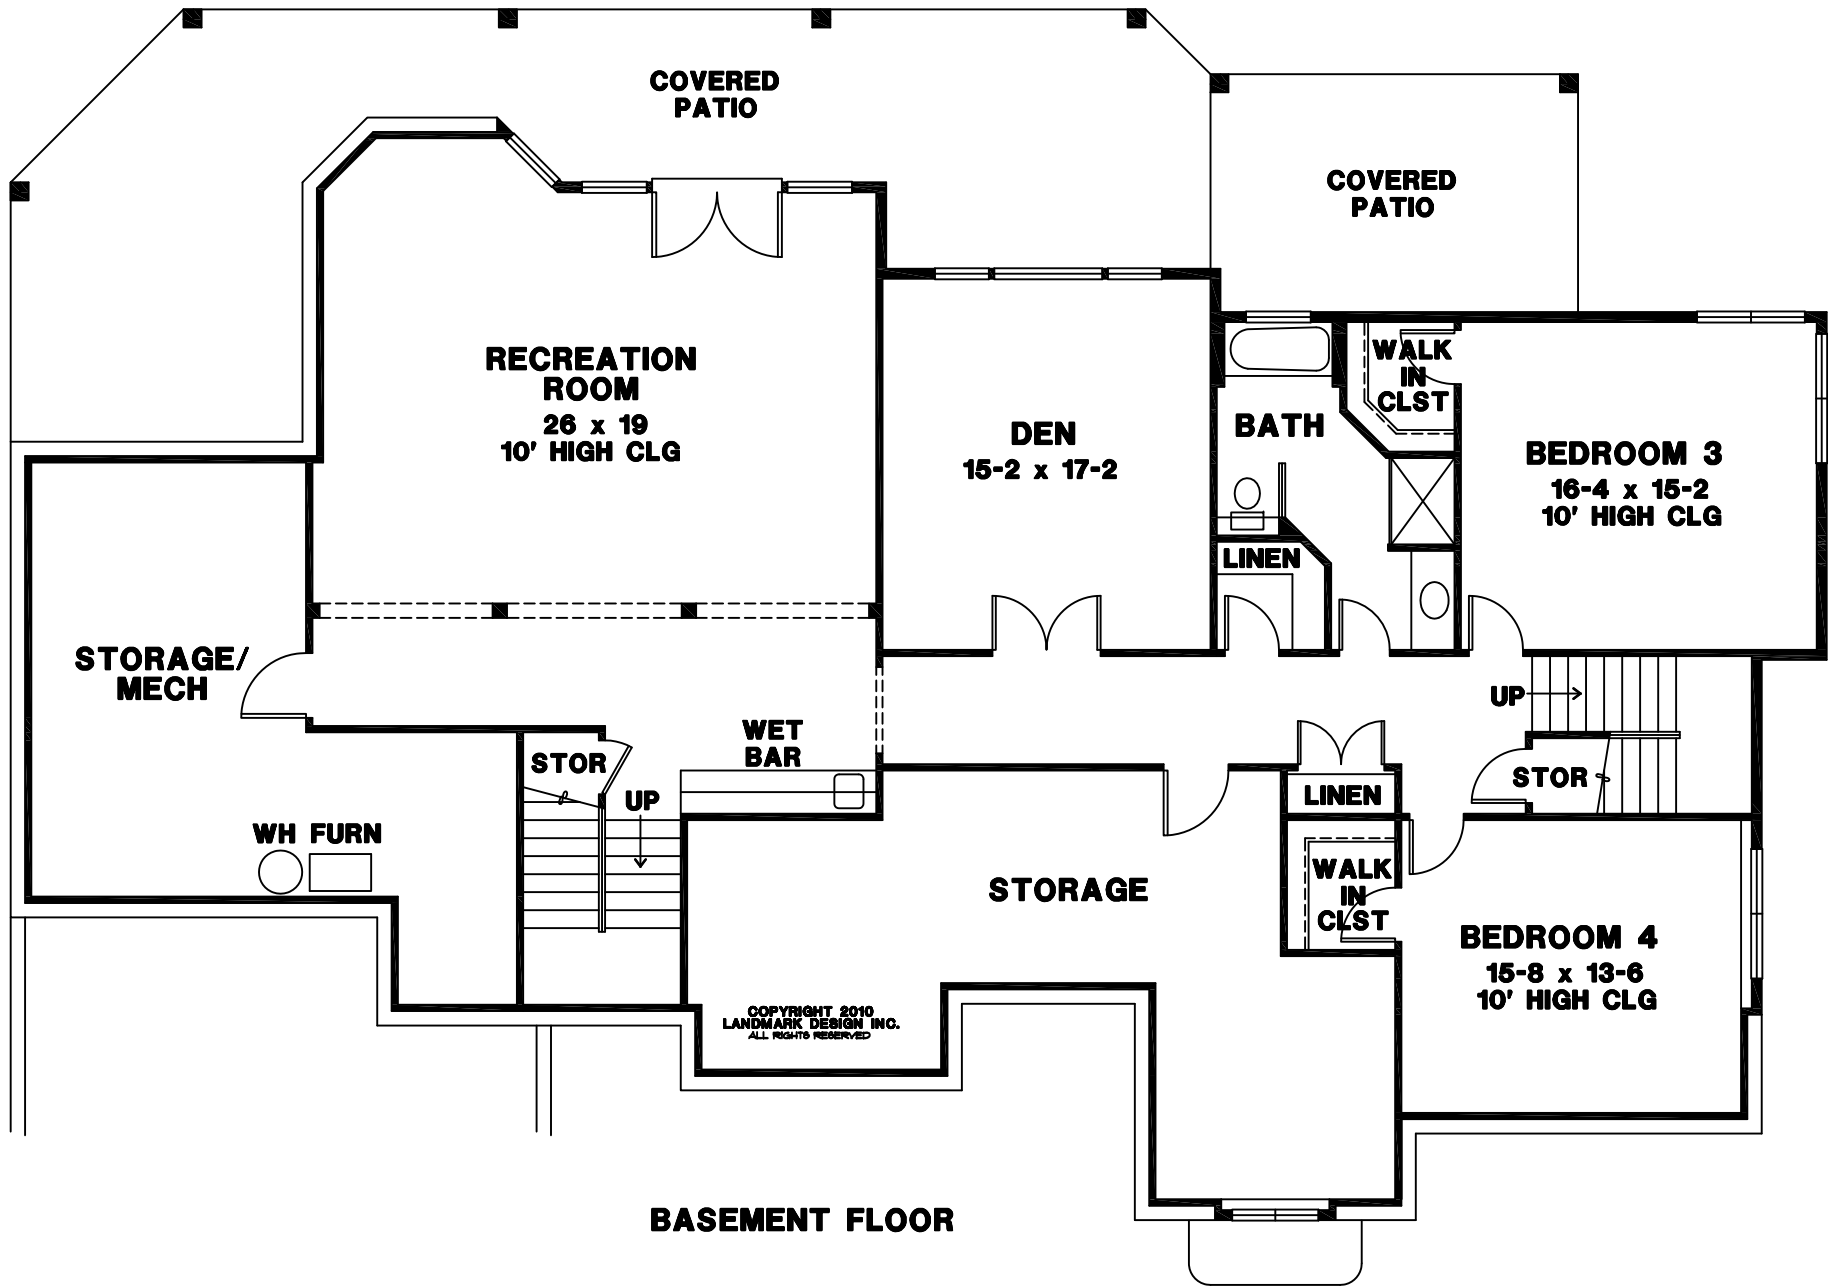 COVERED
PATIO
COVERED
PATIO
RECREATION
ROOM
26 x 19
10' HIGH CLG
DEN
15-2 x 17-2
BATH
WALK
IN
CLST
BEDROOM 3
16-4 x 15-2
10' HIGH CLG
LINEN
STORAGE/
MECH
WET
BAR
STOR
UP
UP
STOR
LINEN
WH FURN
STORAGE
WALK
IN
CLST
BEDROOM 4
15-8 x 13-6
10' HIGH CLG
COPYRIGHT 2010
LANDMARK DESIGN INC.
ALL RIGHTS RESERVED
BASEMENT FLOOR